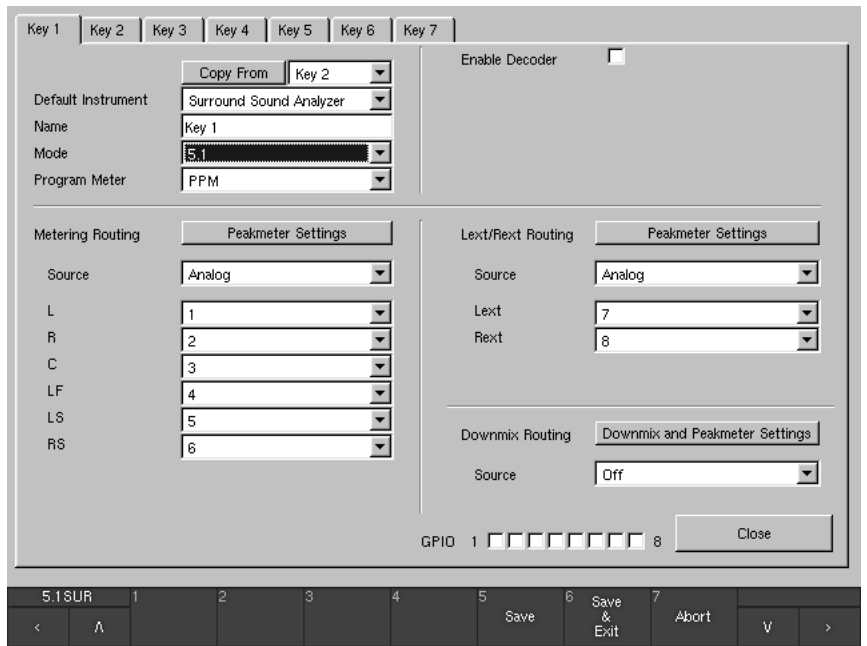 Key 1 Key 2 Key 3 Key 4 Key 5 Key 6 Key 7
Copy From Key 2
Default Instrument Surround Sound Analyzer
Name Key 1
Mode 5.1
Program Meter PPM
Enable Decoder
Metering Routing Peakmeter Settings
Source Analog
L 1
R 2
C 3
LF 4
LS 5
RS 6
Lext/Rext Routing Peakmeter Settings
Source Analog
Lext 7
Rext 8
Downmix Routing Downmix and Peakmeter Settings
Source Off
GPIO 1 8
Close
5.1SUR 1 2 3 4 5 Save 6 Save & Exit 7 Abort
< Λ V >